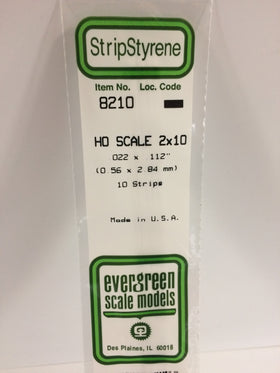 StripStyrene
Item No. Loc. Code
8210
HO SCALE 2x10
.022 x .112"
(0.56 x 2.84 mm)
10 Strips
Made in U.S.A.
evergreen
scale models
Des Plaines, IL 60018